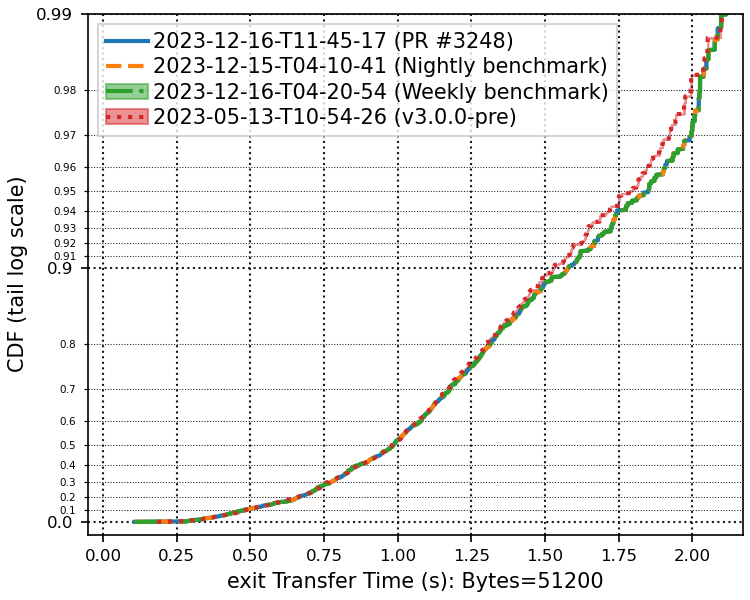 0.99
2023-12-16-T11-45-17 (PR #3248)
2023-12-15-T04-10-41 (Nightly benchmark)
2023-12-16-T04-20-54 (Weekly benchmark)
2023-05-13-T10-54-26 (v3.0.0-pre)
0.98
0.97
0.96
0.95
0.94
0.93
0.92
0.91
0.9
0.8
0.7
0.6
0.5
0.4
0.3
0.2
0.1
0.0
CDF (tail log scale)
0.00 0.25 0.50 0.75 1.00 1.25 1.50 1.75 2.00
exit Transfer Time (s): Bytes=51200